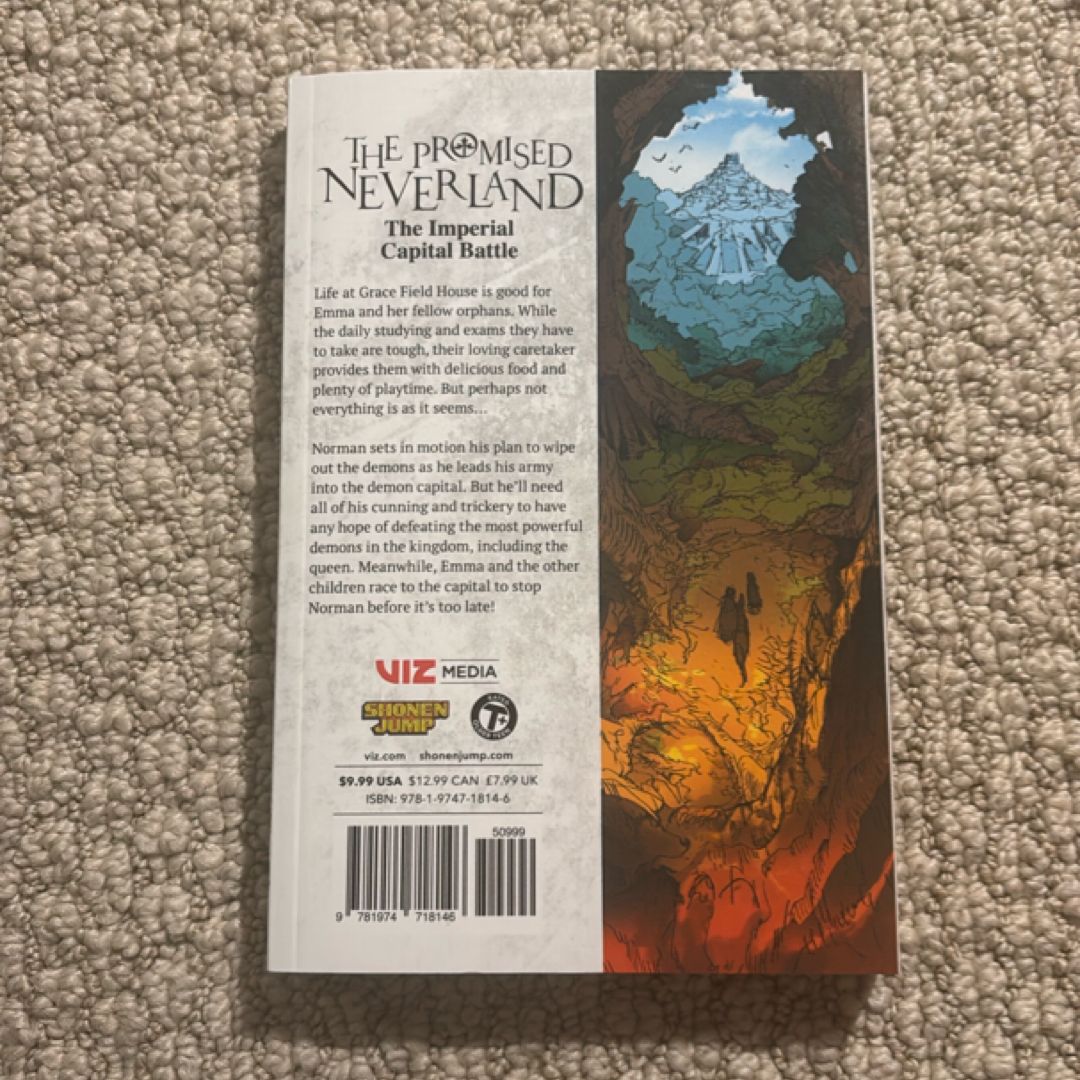 THE PROMISED
NEVERLAND
The Imperial
Capital Battle
Life at Grace Field House is good for
Emma and her fellow orphans. While
the daily studying and exams they have
to take are tough, their loving caretaker
provides them with delicious food and
plenty of playtime. But perhaps not
everything is as it seems...
Norman sets in motion his plan to wipe
out the demons as he leads his army
into the demon capital. But he'll need
all of his cunning and trickery to have
any hope of defeating the most powerful
demons in the kingdom, including the
queen. Meanwhile, Emma and the other
children race to the capital to stop
Norman before it's too late!
VIZ MEDIA
SHONEN
JUMP
RATED
T+
OLDER TEEN
viz.com shonenjump.com
$9.99 USA $12.99 CAN £7.99 UK
ISBN: 978-1-9747-1814-6
50999
9 781974 718146